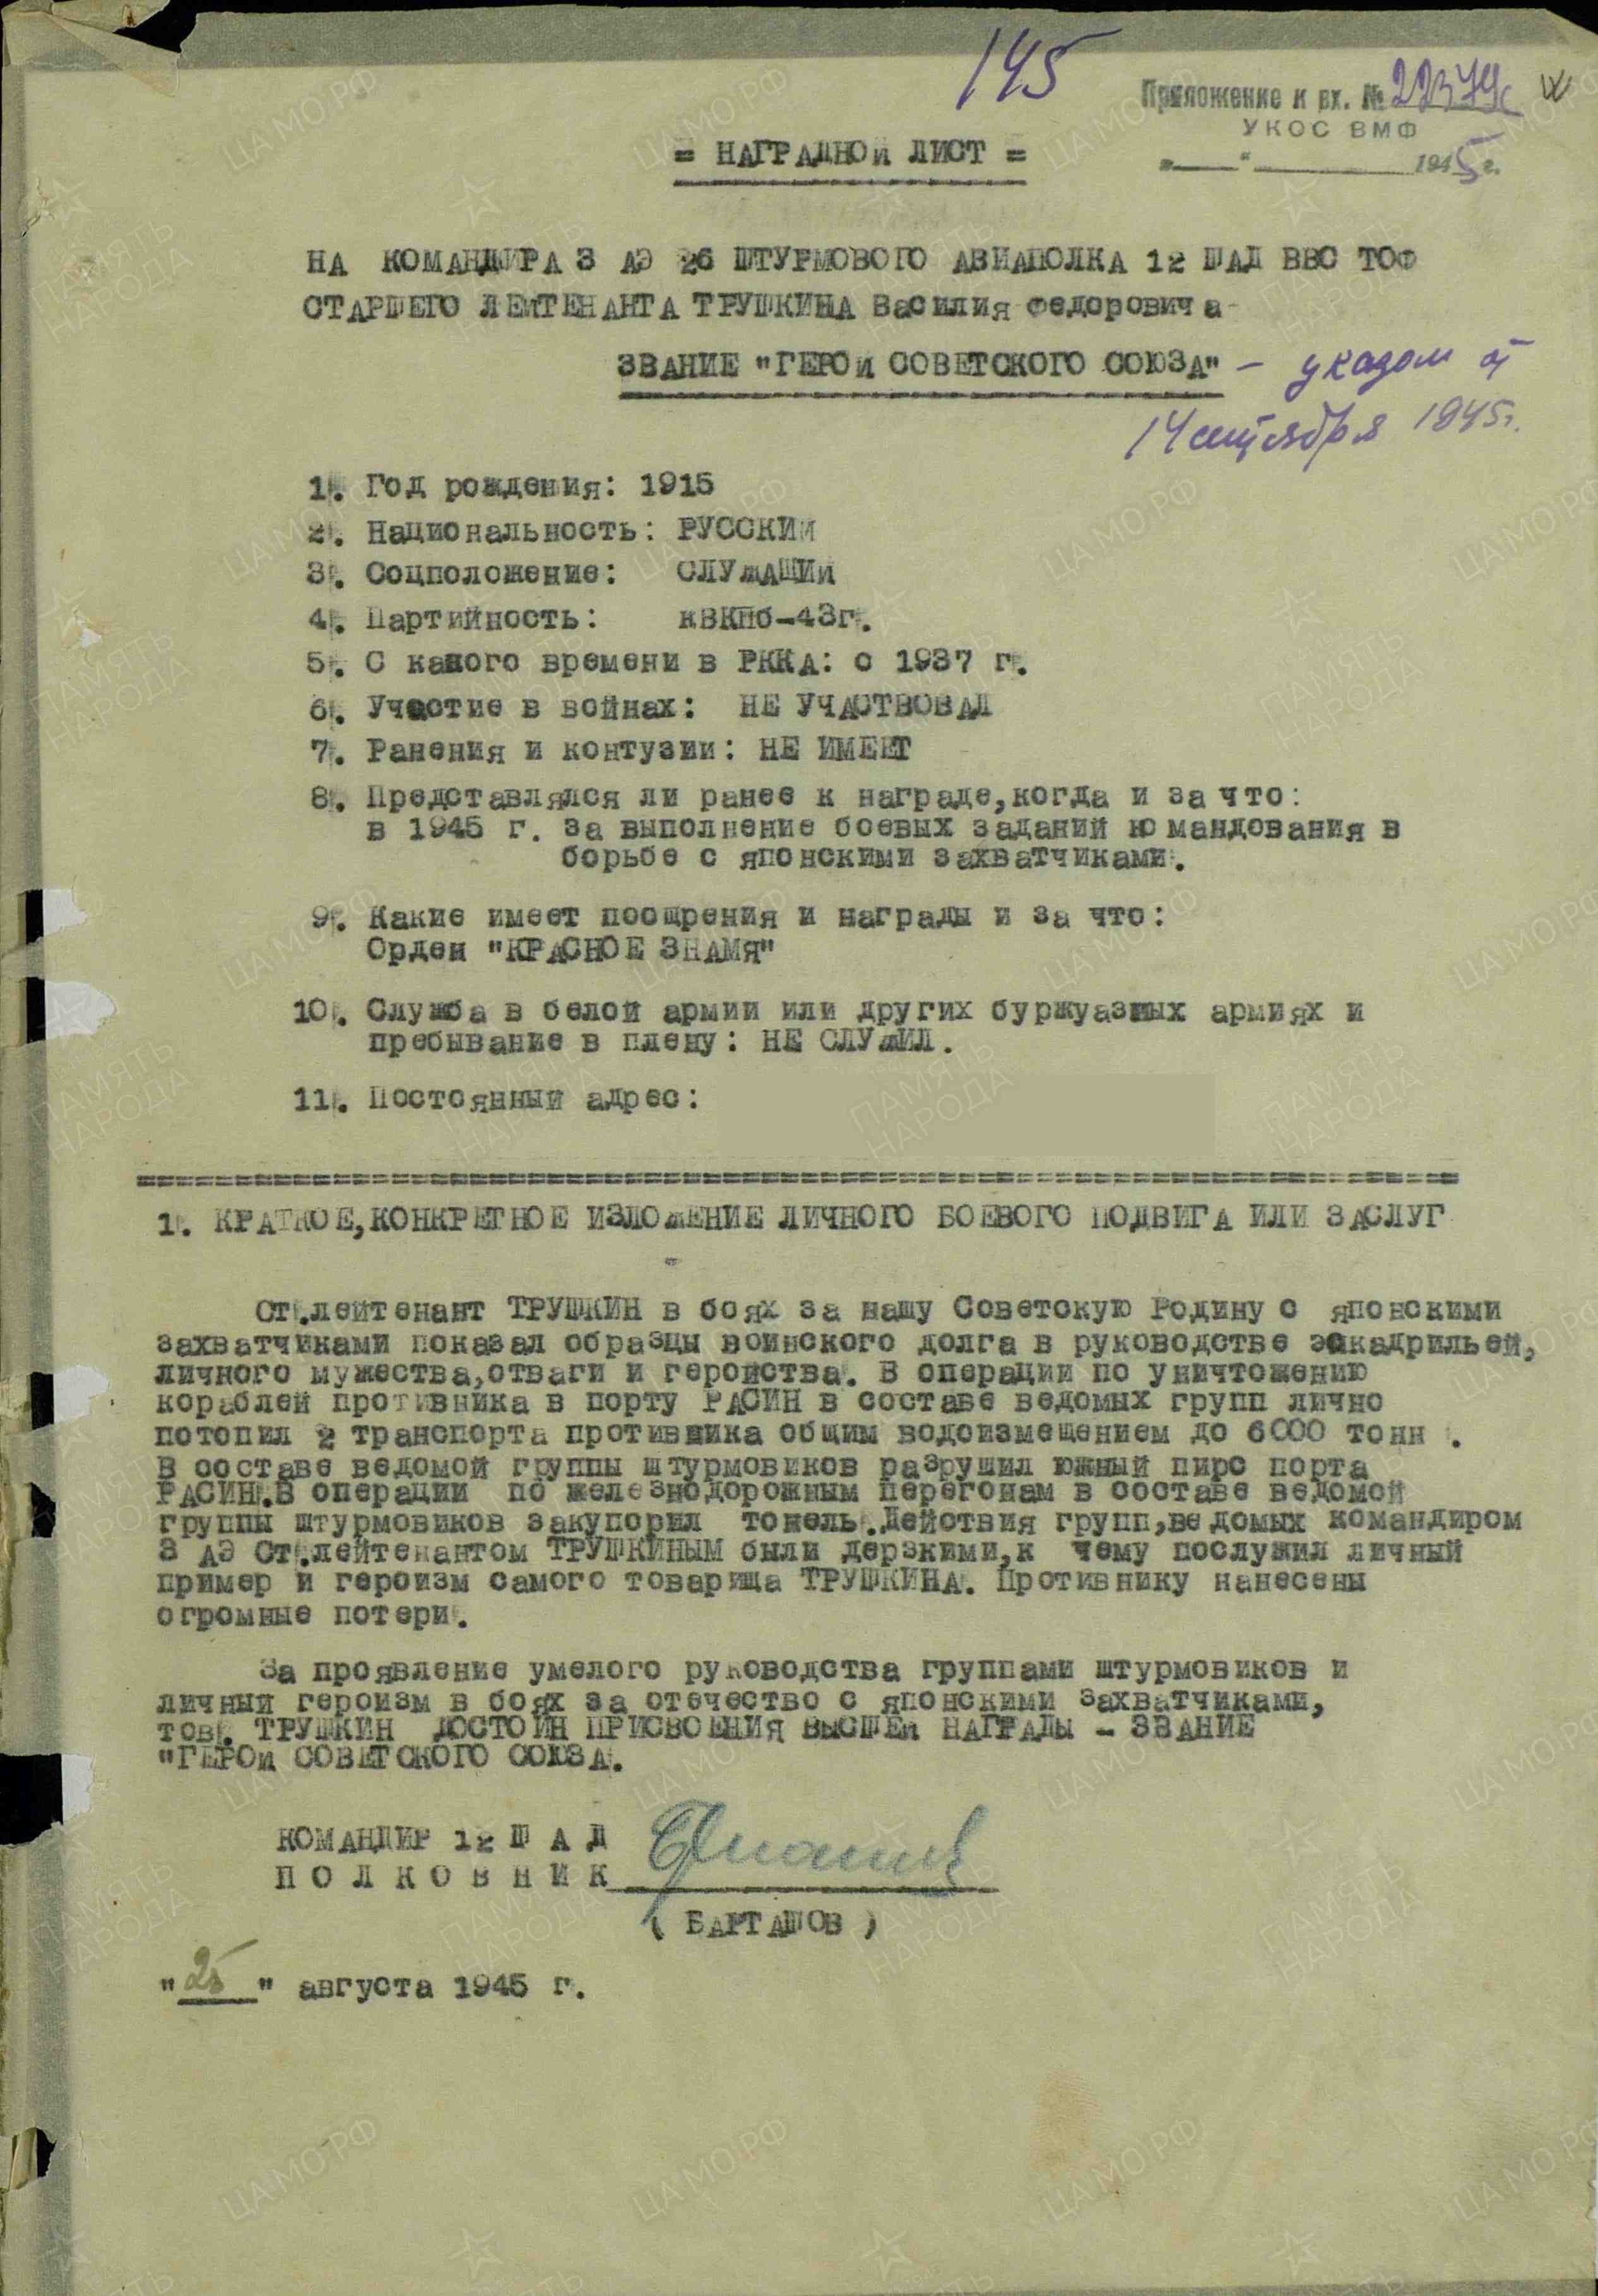 145
Приложение к вх. № 22379с
УКОС ВМФ
"___" ____________ 1945 г.
= НАГРАДНОЙ ЛИСТ =
НА КОМАНДИРА 3 АЭ 26 ШТУРМОВОГО АВИАПОЛКА 12 ШАД ВВС ТОФ
СТАРШЕГО ЛЕЙТЕНАНТА ТРУШКИНА Василия Федоровича
ЗВАНИЕ "ГЕРОЙ СОВЕТСКОГО СОЮЗА" - указом от
14 сентября 1945г.
1. Год рождения: 1915
2. Национальность: РУССКИЙ
3. Соцположение: СЛУЖАЩИЙ
4. Партийность: кВКПб-43г.
5. С какого времени в РККА: с 1937 г.
6. Участие в войнах: НЕ УЧАСТВОВАЛ
7. Ранения и контузии: НЕ ИМЕЕТ
8. Представлялся ли ранее к награде,когда и за что:
в 1945 г. за выполнение боевых заданий командования в
борьбе с японскими захватчиками.
9. Какие имеет поощрения и награды и за что:
Орден "КРАСНОЕ ЗНАМЯ"
10. Служба в белой армии или других буржуазных армиях и
пребывание в плену: НЕ СЛУЖИЛ.
11. Постоянный адрес:
1. КРАТКОЕ,КОНКРЕТНОЕ ИЗЛОЖЕНИЕ ЛИЧНОГО БОЕВОГО ПОДВИГА ИЛИ ЗАСЛУГ
Ст.лейтенант ТРУШКИН в боях за нашу Советскую Родину с японскими
захватчиками показал образцы воинского долга в руководстве эскадрильей,
личного мужества,отваги и геройства. В операции по уничтожению
кораблей противника в порту РАСИН в составе ведомых групп лично
потопил 2 транспорта противника общим водоизмещением до 6000 тонн .
В составе ведомой группы штурмовиков разрушил южный пирс порта
РАСИН.В операции по железнодорожным перегонам в составе ведомой
группы штурмовиков закупорил тонель.Действия групп,ведомых командиром
3 АЭ Ст.лейтенантом ТРУШКИНЫМ были дерзкими,к чему послужил личный
пример и героизм самого товарища ТРУШКИНА. Противнику нанесены
огромные потери.
За проявление умелого руководства группами штурмовиков и
личный героизм в боях за отечество с японскими захватчиками,
тов. ТРУШКИН ДОСТОИН ПРИСВОЕНИЯ ВЫСШЕЙ НАГРАДЫ - ЗВАНИЕ
"ГЕРОЙ СОВЕТСКОГО СОЮЗА.
КОМАНДИР 12 Ш А Д
П О Л К О В Н И К
( БАРТАШОВ )
"25" августа 1945 г.